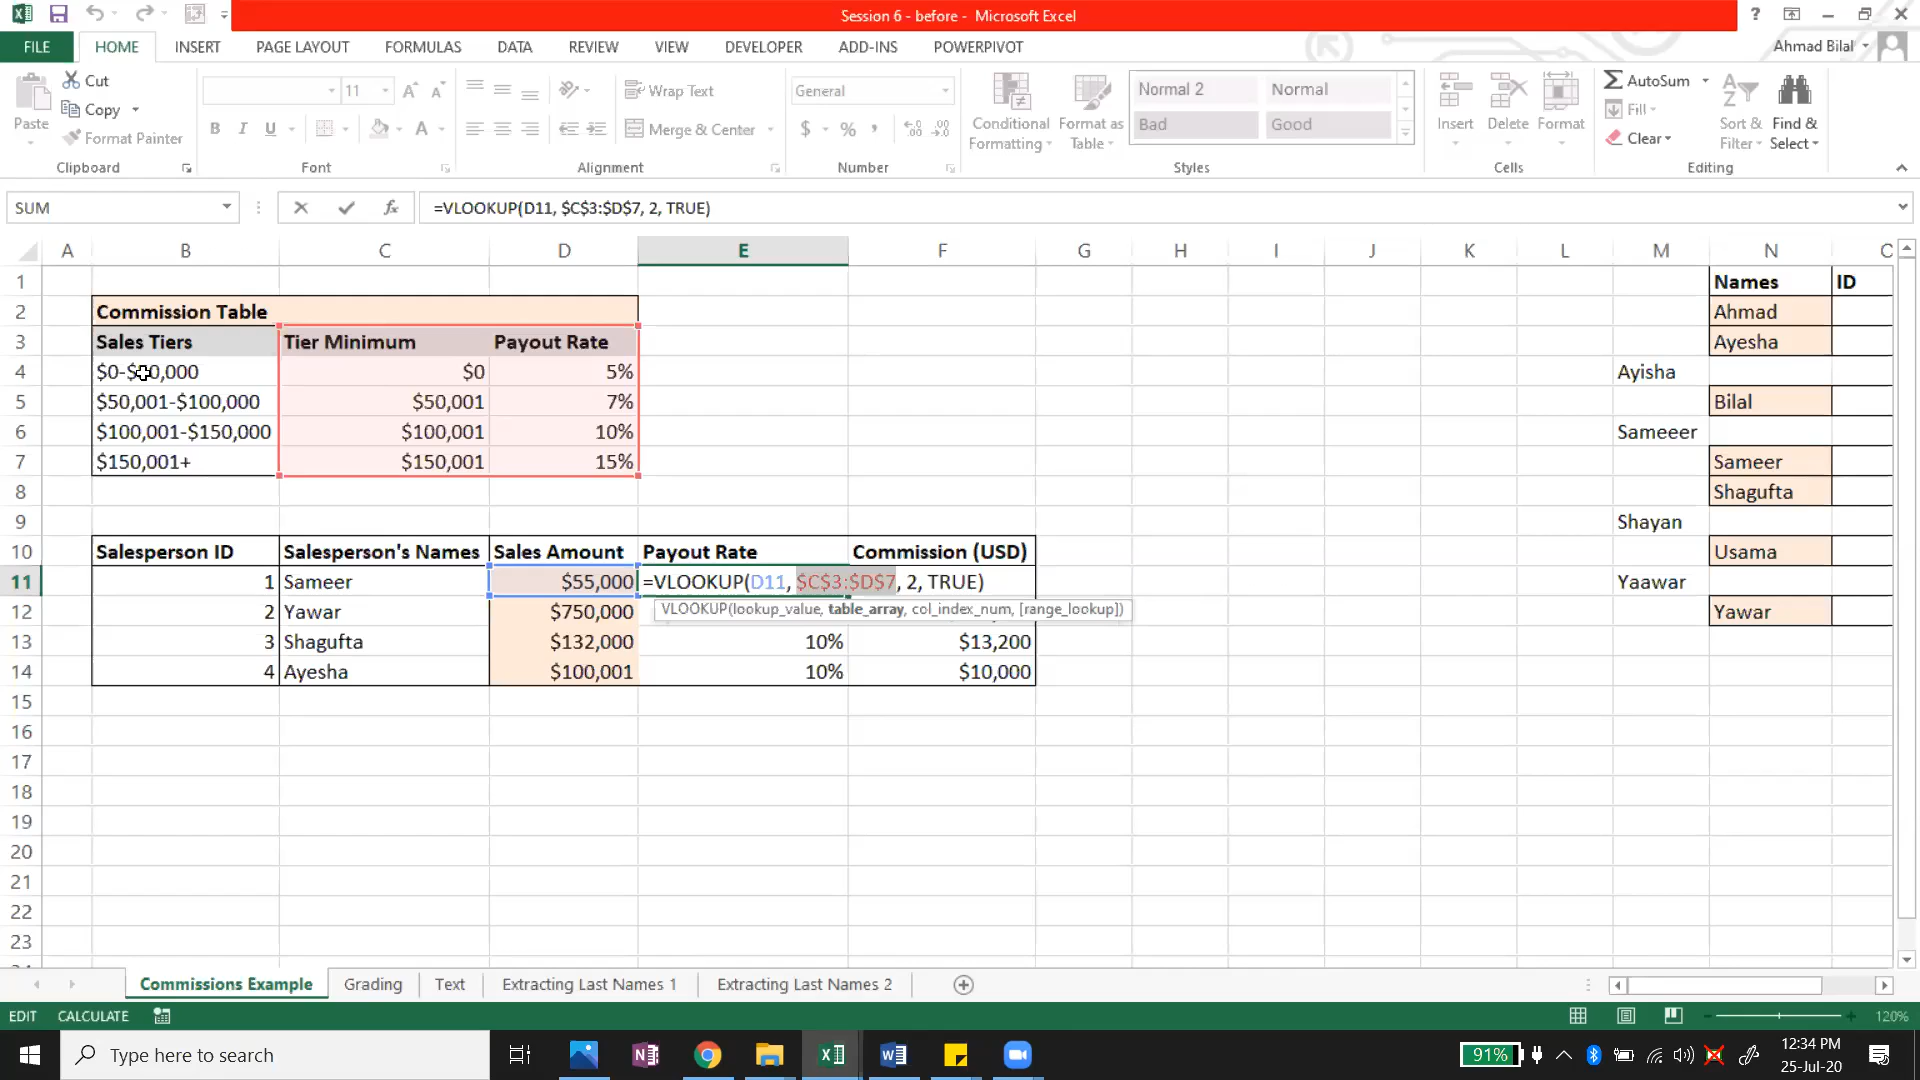 Session 6 - before - Microsoft Excel
?
FILE HOME INSERT PAGE LAYOUT FORMULAS DATA REVIEW VIEW DEVELOPER ADD-INS POWERPIVOT Ahmad Bilal
Paste Cut Copy Format Painter Clipboard
11 A A B I U A Font
Wrap Text Merge & Center Alignment
General $ % , Number
Conditional Formatting Format as Table Normal 2 Normal Bad Good Styles
Insert Delete Format Cells
AutoSum Fill Clear Sort & Filter Find & Select Editing
SUM fx =VLOOKUP(D11, $C$3:$D$7, 2, TRUE)
A B C D E F G H I J K L M N
1 Names ID
2 Commission Table Ahmad
3 Sales Tiers Tier Minimum Payout Rate Ayesha
4 $0 5% Ayisha
5 $50,001-$100,000 $50,001 7% Bilal
6 $100,001-$150,000 $100,001 10% Sameeer
7 $150,001+ $150,001 15% Sameer
8 Shagufta
9 Shayan
10 Salesperson ID Salesperson's Names Sales Amount Payout Rate Commission (USD) Usama
11 1 Sameer $55,000 =VLOOKUP(D11, $C$3:$D$7, 2, TRUE) Yaawar
12 2 Yawar $750,000 VLOOKUP(lookup_value, table_array, col_index_num, [range_lookup]) Yawar
13 3 Shagufta $132,000 10% $13,200
14 4 Ayesha $100,001 10% $10,000
15
16
17
18
19
20
21
22
23
Commissions Example Grading Text Extracting Last Names 1 Extracting Last Names 2
EDIT CALCULATE 120%
Type here to search 91% 12:34 PM
25-Jul-20